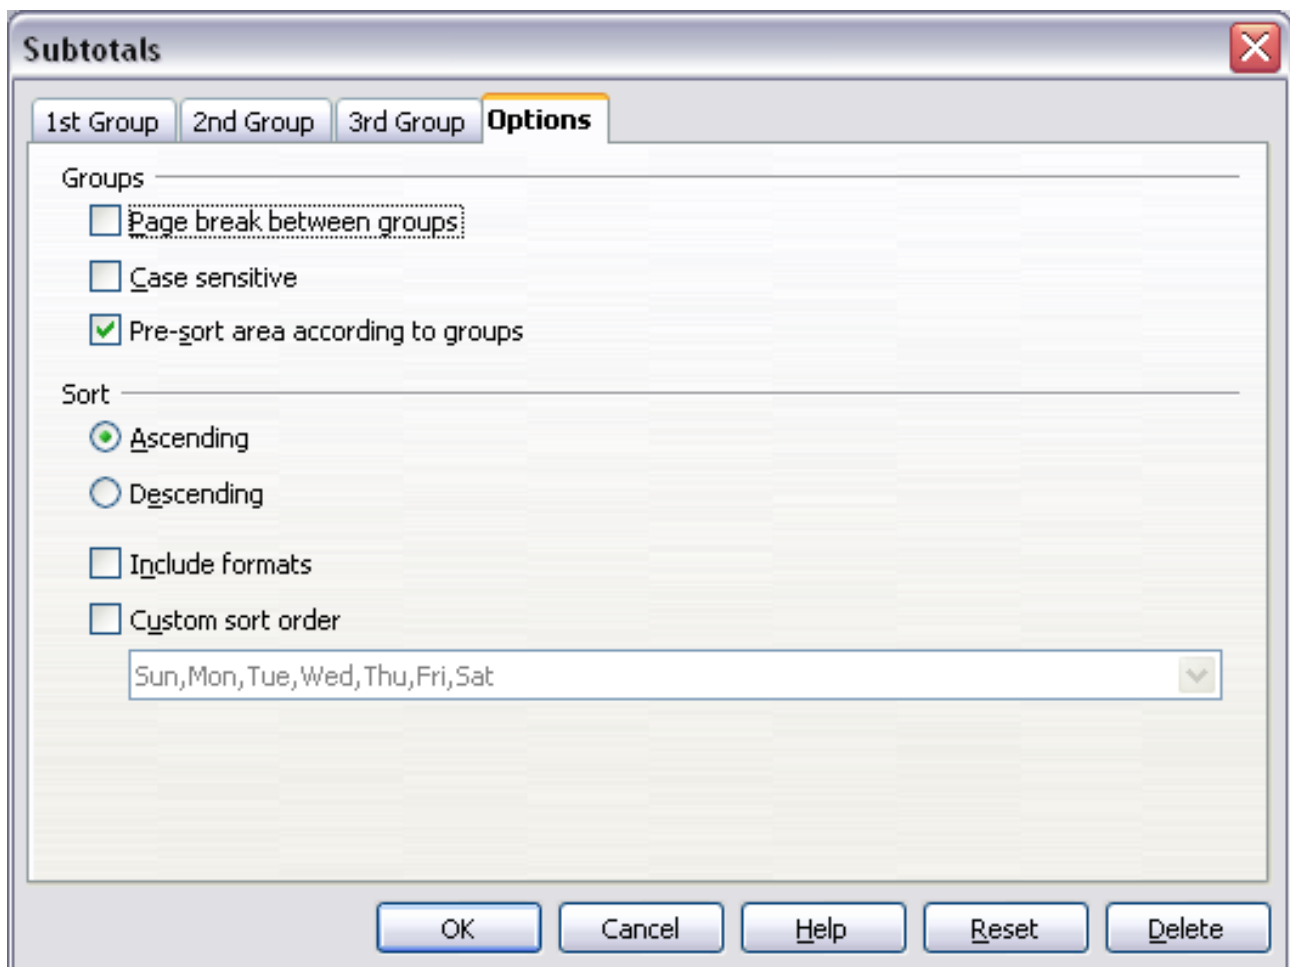 Subtotals
1st Group 2nd Group 3rd Group Options
Groups
Page break between groups
Case sensitive
Pre-sort area according to groups
Sort
Ascending
Descending
Include formats
Custom sort order
Sun,Mon,Tue,Wed,Thu,Fri,Sat
OK Cancel Help Reset Delete